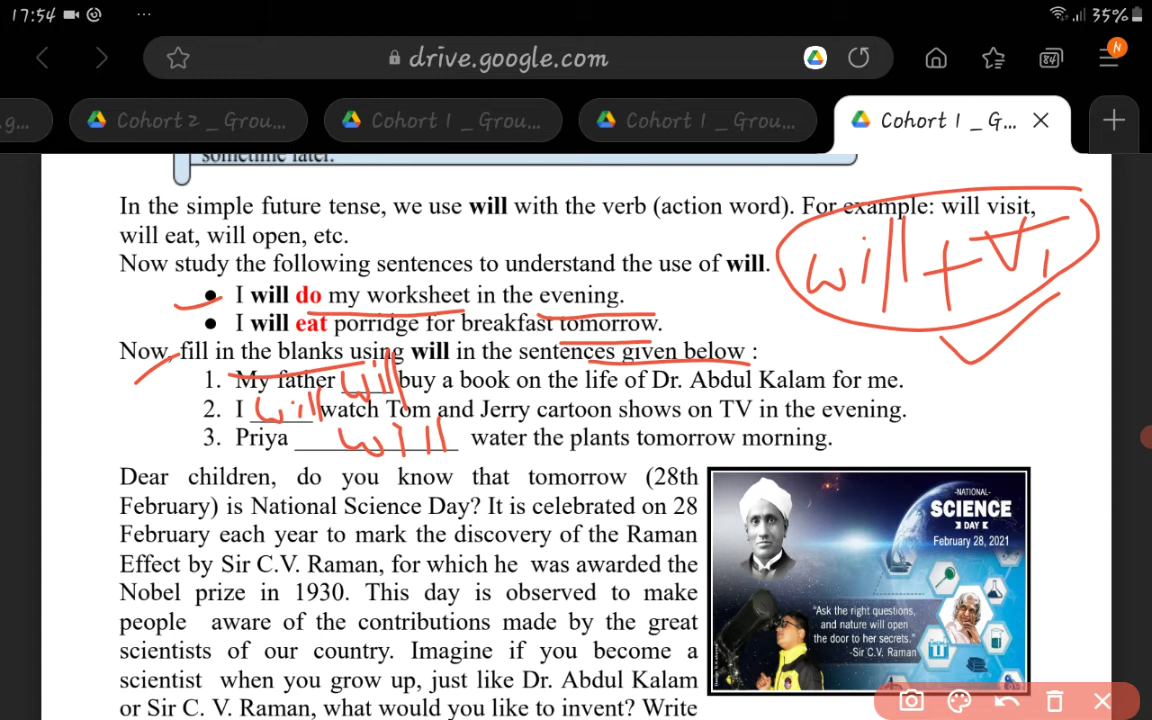 17:54 ... 35%
drive.google.com 84 N
.g... Cohort 2 _ Grou... Cohort 1 _ Grou... Cohort 1 _ Grou... Cohort 1 _ G...
sometime later.
In the simple future tense, we use will with the verb (action word). For example: will visit,
will eat, will open, etc.
will + V1
Now study the following sentences to understand the use of will.
● I will do my worksheet in the evening.
● I will eat porridge for breakfast tomorrow.
Now, fill in the blanks using will in the sentences given below :
1. My father will buy a book on the life of Dr. Abdul Kalam for me.
2. I will watch Tom and Jerry cartoon shows on TV in the evening.
3. Priya will water the plants tomorrow morning.
Dear children, do you know that tomorrow (28th
February) is National Science Day? It is celebrated on 28
February each year to mark the discovery of the Raman
Effect by Sir C.V. Raman, for which he was awarded the
Nobel prize in 1930. This day is observed to make
people aware of the contributions made by the great
scientists of our country. Imagine if you become a
scientist when you grow up, just like Dr. Abdul Kalam
or Sir C. V. Raman, what would you like to invent? Write
-NATIONAL-
SCIENCE
DAY
February 28, 2021
"Ask the right questions,
and nature will open
the door to her secrets."
-Sir C.V. Raman